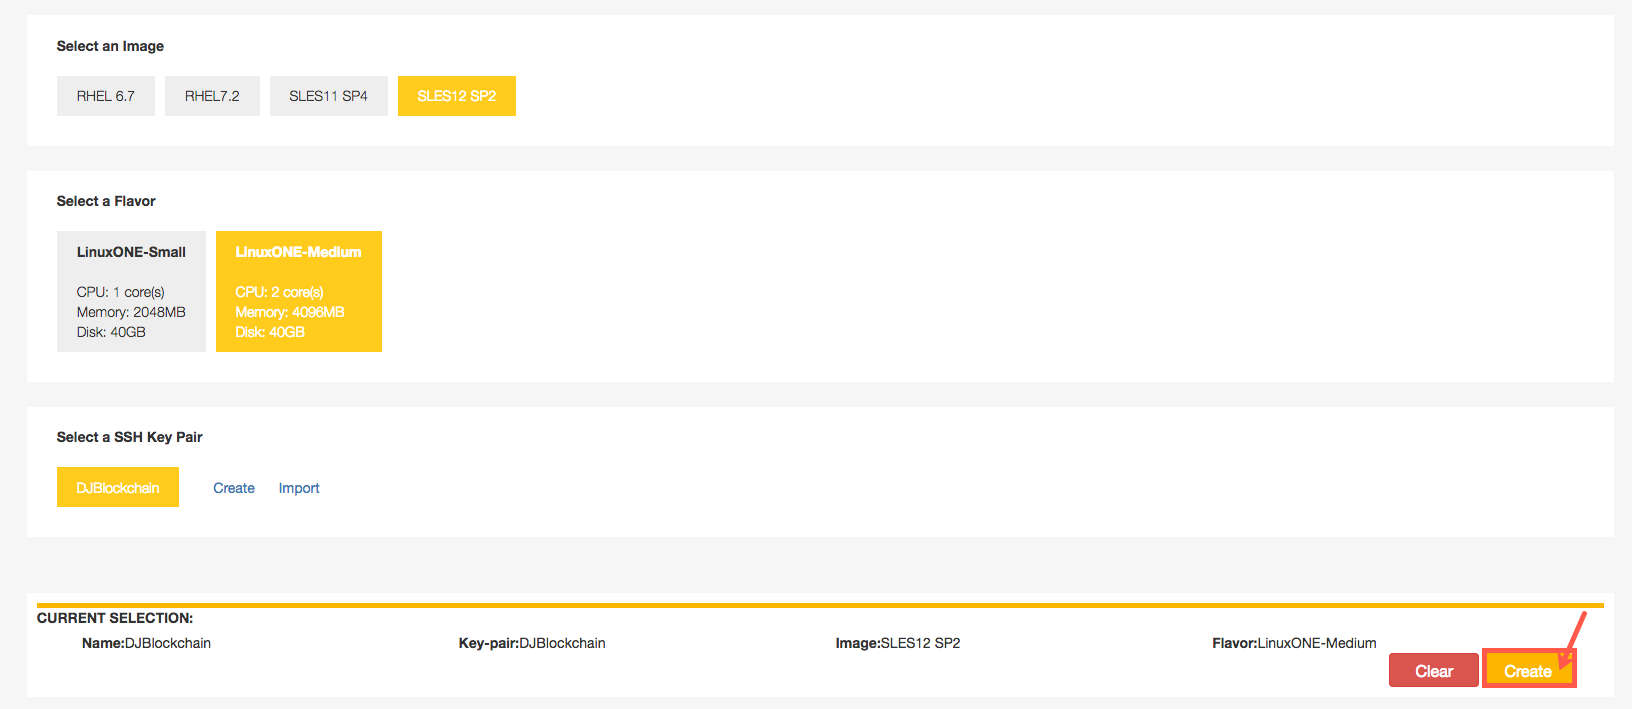 Select an Image
RHEL 6.7 RHEL7.2 SLES11 SP4 SLES12 SP2
Select a Flavor
LinuxONE-Small LinuxONE-Medium
CPU: 1 core(s) CPU: 2 core(s)
Memory: 2048MB Memory: 4096MB
Disk: 40GB Disk: 40GB
Select a SSH Key Pair
DJBlockchain Create Import
CURRENT SELECTION:
Name:DJBlockchain Key-pair:DJBlockchain Image:SLES12 SP2 Flavor:LinuxONE-Medium
Clear Create